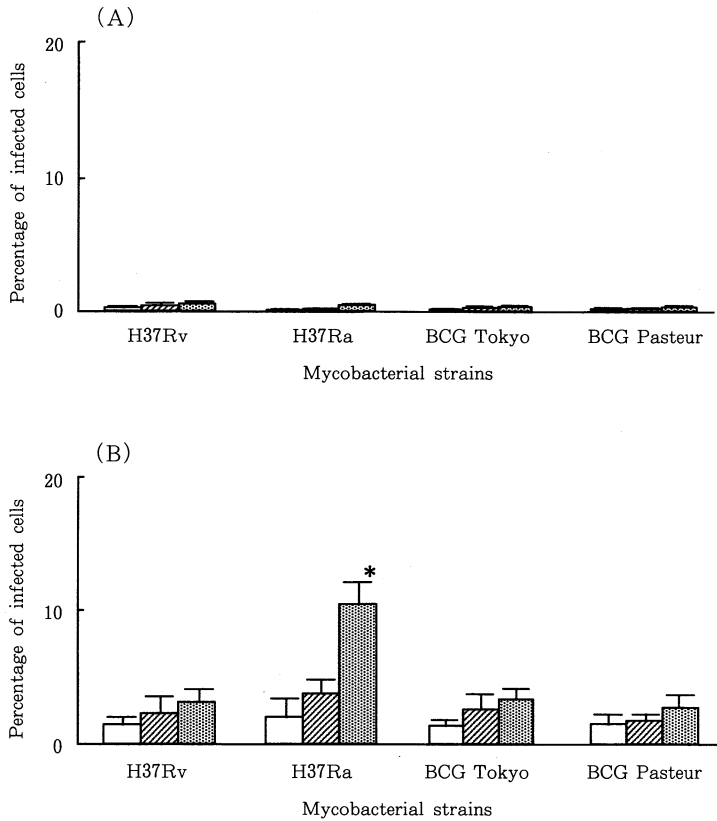 (A)
20
10
0
Percentage of infected cells
H37Rv H37Ra BCG Tokyo BCG Pasteur
Mycobacterial strains
(B)
20
10
0
Percentage of infected cells
*
H37Rv H37Ra BCG Tokyo BCG Pasteur
Mycobacterial strains